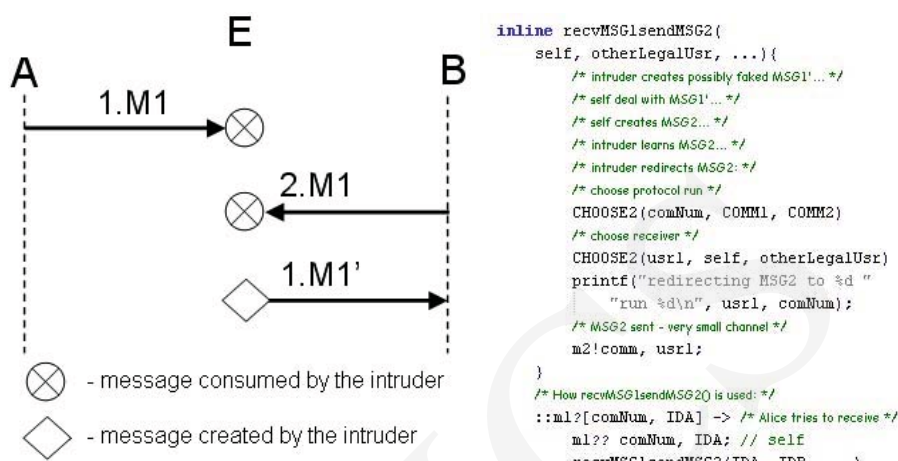 E
A
B
1.M1
2.M1
1.M1’
- message consumed by the intruder
- message created by the intruder
inline recvMSG1sendMSG2(
self, otherLegalUsr, ...){
/* intruder creates possibly faked MSG1'... */
/* self deal with MSG1'... */
/* self creates MSG2... */
/* intruder learns MSG2... */
/* intruder redirects MSG2: */
/* choose protocol run */
CHOOSE2(comNum, COMM1, COMM2)
/* choose receiver */
CHOOSE2(usr1, self, otherLegalUsr)
printf("redirecting MSG2 to %d "
"run %d\n", usr1, comNum);
/* MSG2 sent - very small channel */
m2!comm, usr1;
}
/* How recvMSG1sendMSG2() is used: */
::m1?[comNum, IDA] -> /* Alice tries to receive */
m1?? comNum, IDA; // self
recvMSG1sendMSG2(IDA, IDB, ...)